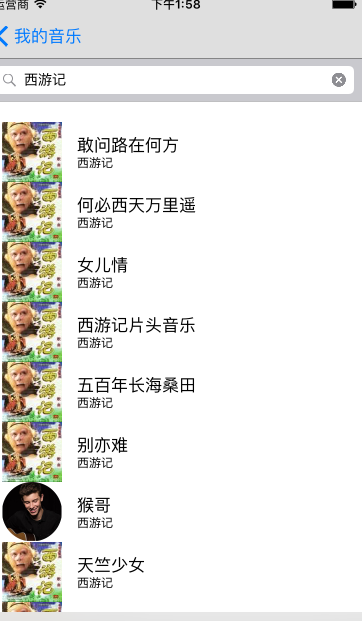 运营商 下午1:58
我的音乐
西游记
敢问路在何方
西游记
何必西天万里遥
西游记
女儿情
西游记
西游记片头音乐
西游记
五百年长海桑田
西游记
别亦难
西游记
猴哥
西游记
天竺少女
西游记